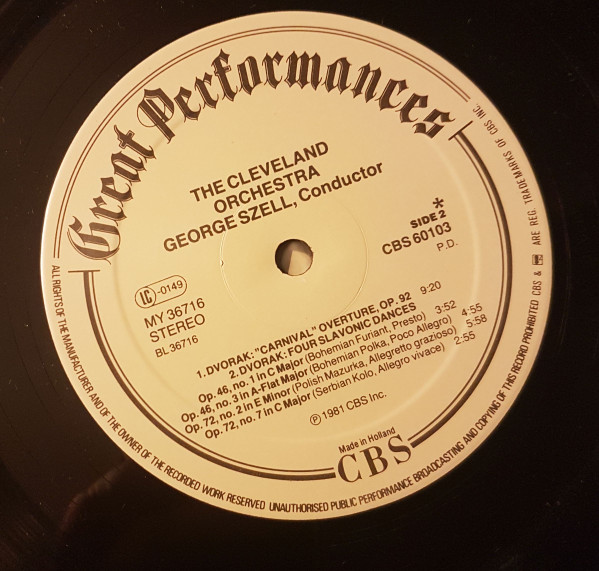 Great Performances
THE CLEVELAND
ORCHESTRA
GEORGE SZELL, Conductor
*
SIDE 2
CBS 60103
P.D.
LC -0149
MY 36716
STEREO
BL 36716
1. DVORAK: "CARNIVAL" OVERTURE, OP. 92 9:20
2. DVORAK: FOUR SLAVONIC DANCES
Op. 46, no. 1 in C Major (Bohemian Furiant, Presto) 3:52
Op. 46, no. 3 in A-Flat Major (Bohemian Polka, Poco Allegro) 4:55
Op. 72, no. 2 in E Minor (Polish Mazurka, Allegretto grazioso) 5:58
Op. 72, no. 7 in C Major (Serbian Kolo, Allegro vivace) 2:55
Ⓟ 1981 CBS Inc.
Made in Holland
CBS
ALL RIGHTS OF THE MANUFACTURER AND OF THE OWNER OF THE RECORDED WORK RESERVED UNAUTHORISED PUBLIC PERFORMANCE BROADCASTING AND COPYING OF THIS RECORD PROHIBITED CBS & ARE REG. TRADEMARKS OF CBS INC.